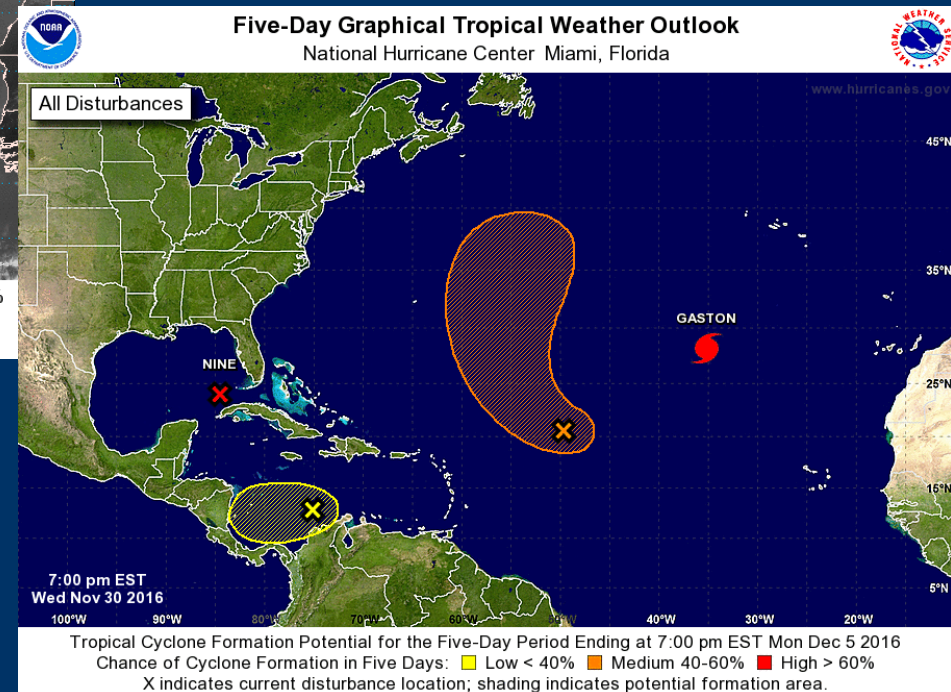 Five-Day Graphical Tropical Weather Outlook
National Hurricane Center Miami, Florida
NOAA
All Disturbances
www.hurricanes.gov
45°N
35°N
GASTON
NINE
25°N
15°N
7:00 pm EST
Wed Nov 30 2016
5°N
100°W 90°W 80°W 70°W 60°W 50°W 40°W 30°W 20°W
Tropical Cyclone Formation Potential for the Five-Day Period Ending at 7:00 pm EST Mon Dec 5 2016
Chance of Cyclone Formation in Five Days: Low < 40% Medium 40-60% High > 60%
X indicates current disturbance location; shading indicates potential formation area.